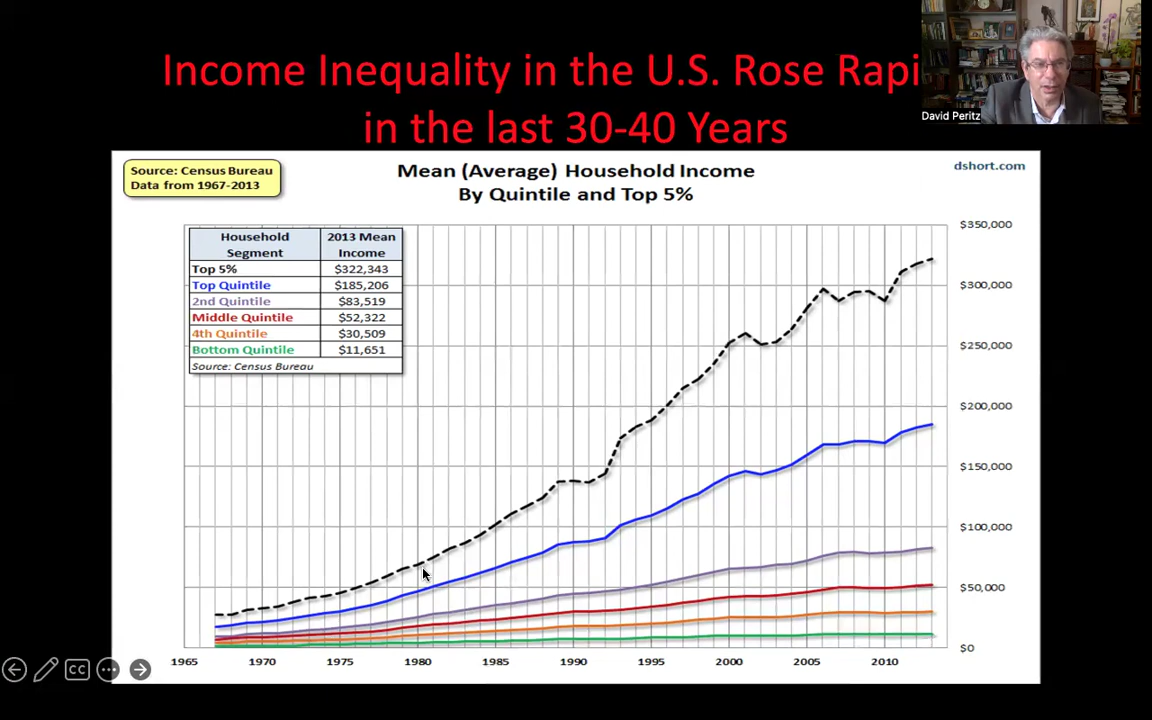 Income Inequality in the U.S. Rose Rapi
in the last 30-40 Years
David Peritz
Source: Census Bureau
Data from 1967-2013
Mean (Average) Household Income
By Quintile and Top 5%
dshort.com
Household Segment 2013 Mean Income
Top 5% $322,343
Top Quintile $185,206
2nd Quintile $83,519
Middle Quintile $52,322
4th Quintile $30,509
Bottom Quintile $11,651
Source: Census Bureau
$350,000
$300,000
$250,000
$200,000
$150,000
$100,000
$50,000
$0
1965 1970 1975 1980 1985 1990 1995 2000 2005 2010
CC